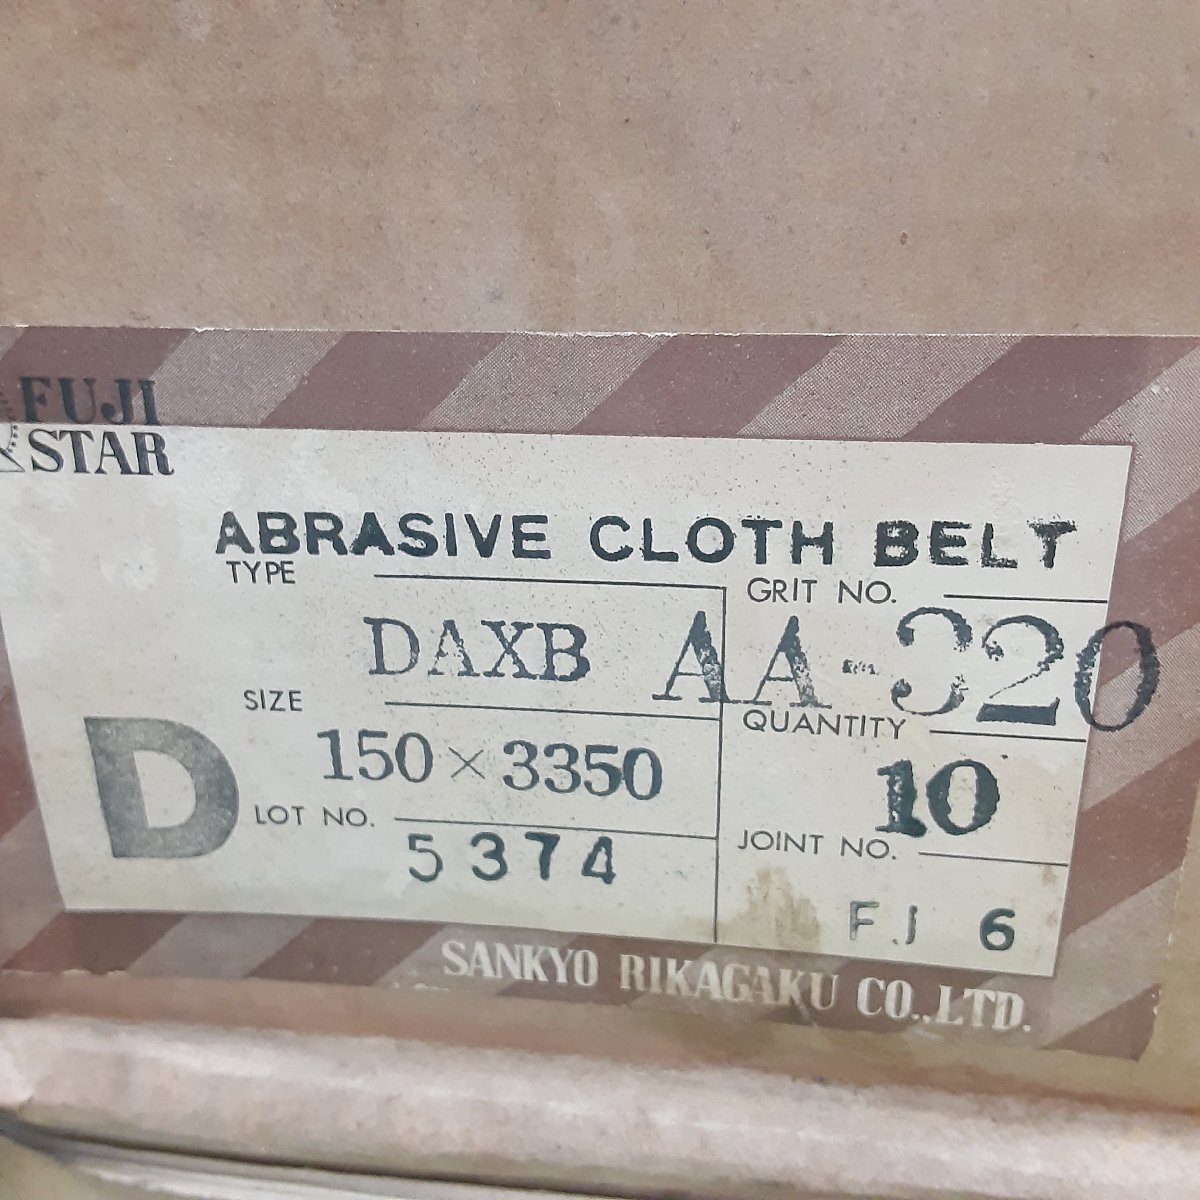 FUJI
STAR
ABRASIVE CLOTH BELT
TYPE
GRIT NO.
DAXB AA-320
SIZE
QUANTITY
150×3350
10
D
LOT NO.
JOINT NO.
5374
FJ 6
SANKYO RIKAGAKU CO.,LTD.